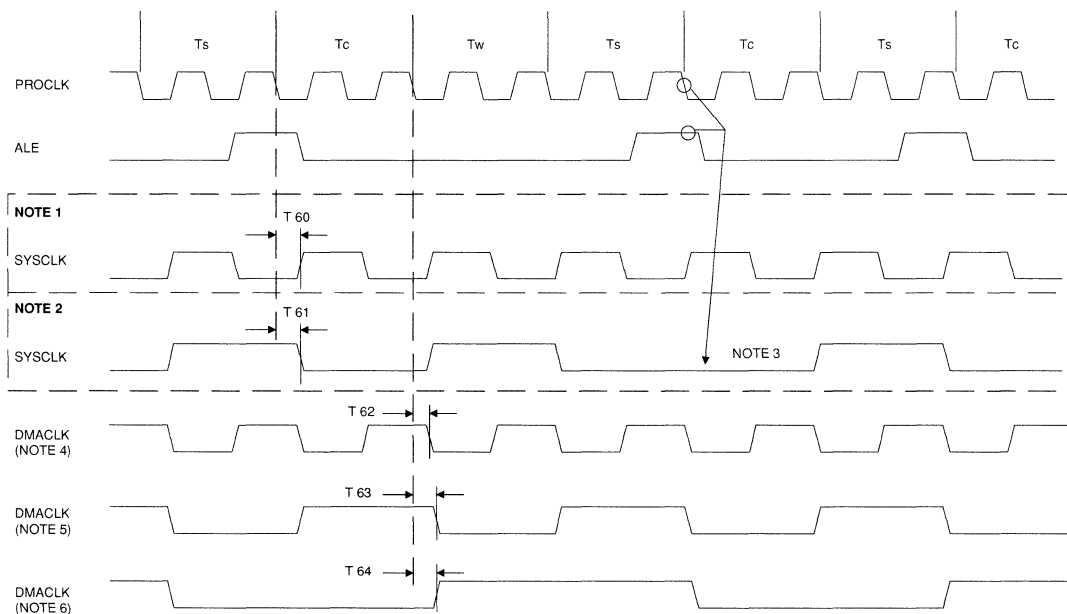 Ts Tc Tw Ts Tc Ts Tc
PROCLK
ALE
NOTE 1
T 60
SYSCLK
NOTE 2
T 61
SYSCLK
NOTE 3
T 62
DMACLK
(NOTE 4)
T 63
DMACLK
(NOTE 5)
T 64
DMACLK
(NOTE 6)